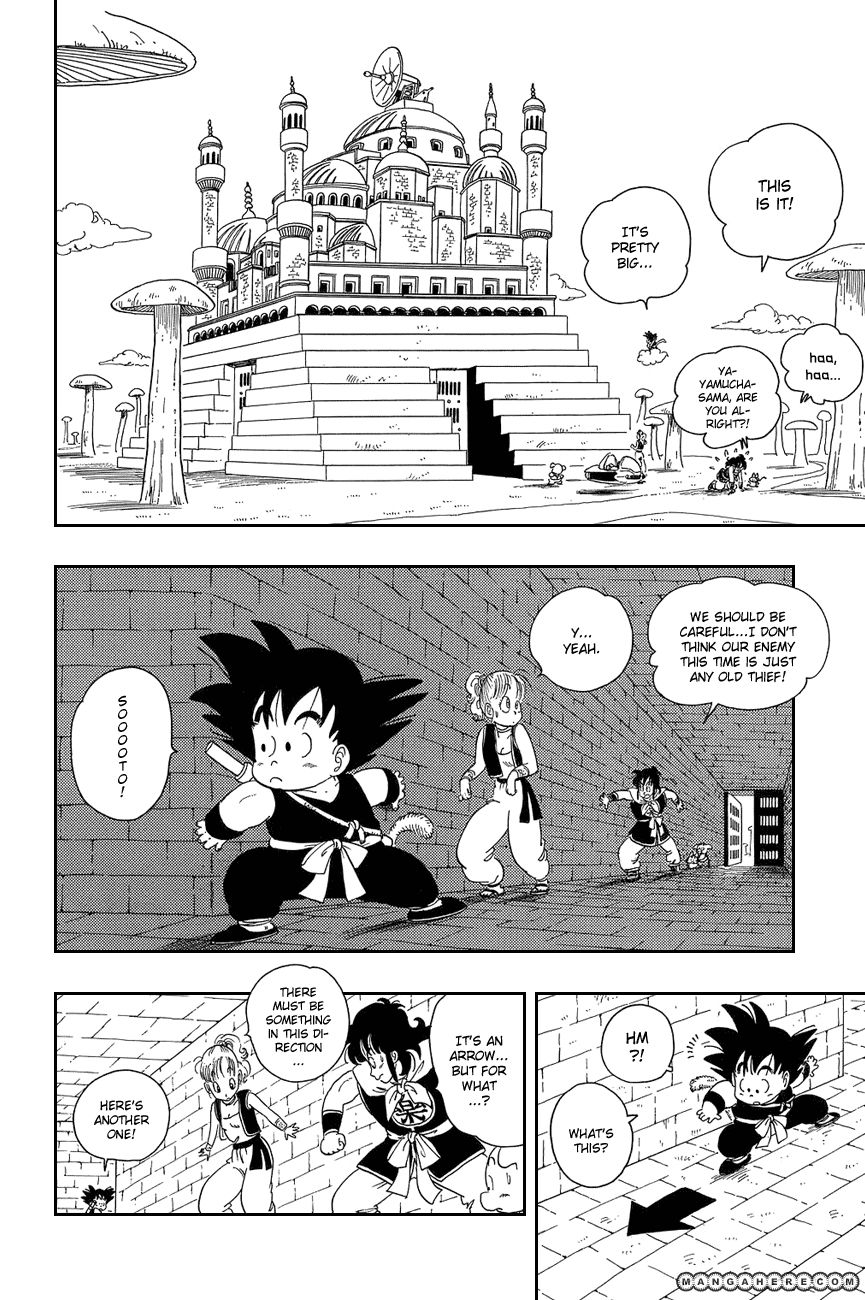 THIS
IS IT!
IT'S
PRETTY
BIG...
haa,
haa...
YA-
YAMUCHA-
SAMA, ARE
YOU AL-
RIGHT?!
WE SHOULD BE
CAREFUL...I DON'T
THINK OUR ENEMY
THIS TIME IS JUST
ANY OLD THIEF!
Y...
YEAH.
S
O
O
O
O
T
O
!
HM
?!
WHAT'S
THIS?
IT'S AN
ARROW...
BUT FOR
WHAT
...?
THERE
MUST BE
SOMETHING
IN THIS DI-
RECTION
...
HERE'S
ANOTHER
ONE!
MANGAHERE.COM